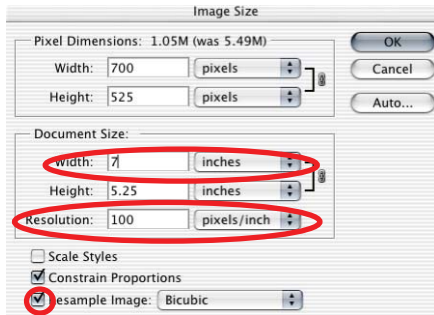 Image Size
Pixel Dimensions: 1.05M (was 5.49M)
OK
Width: 700 pixels
Cancel
Height: 525 pixels
Auto...
Document Size:
Width: 7 inches
Height: 5.25 inches
Resolution: 100 pixels/inch
Scale Styles
Constrain Proportions
Resample Image: Bicubic